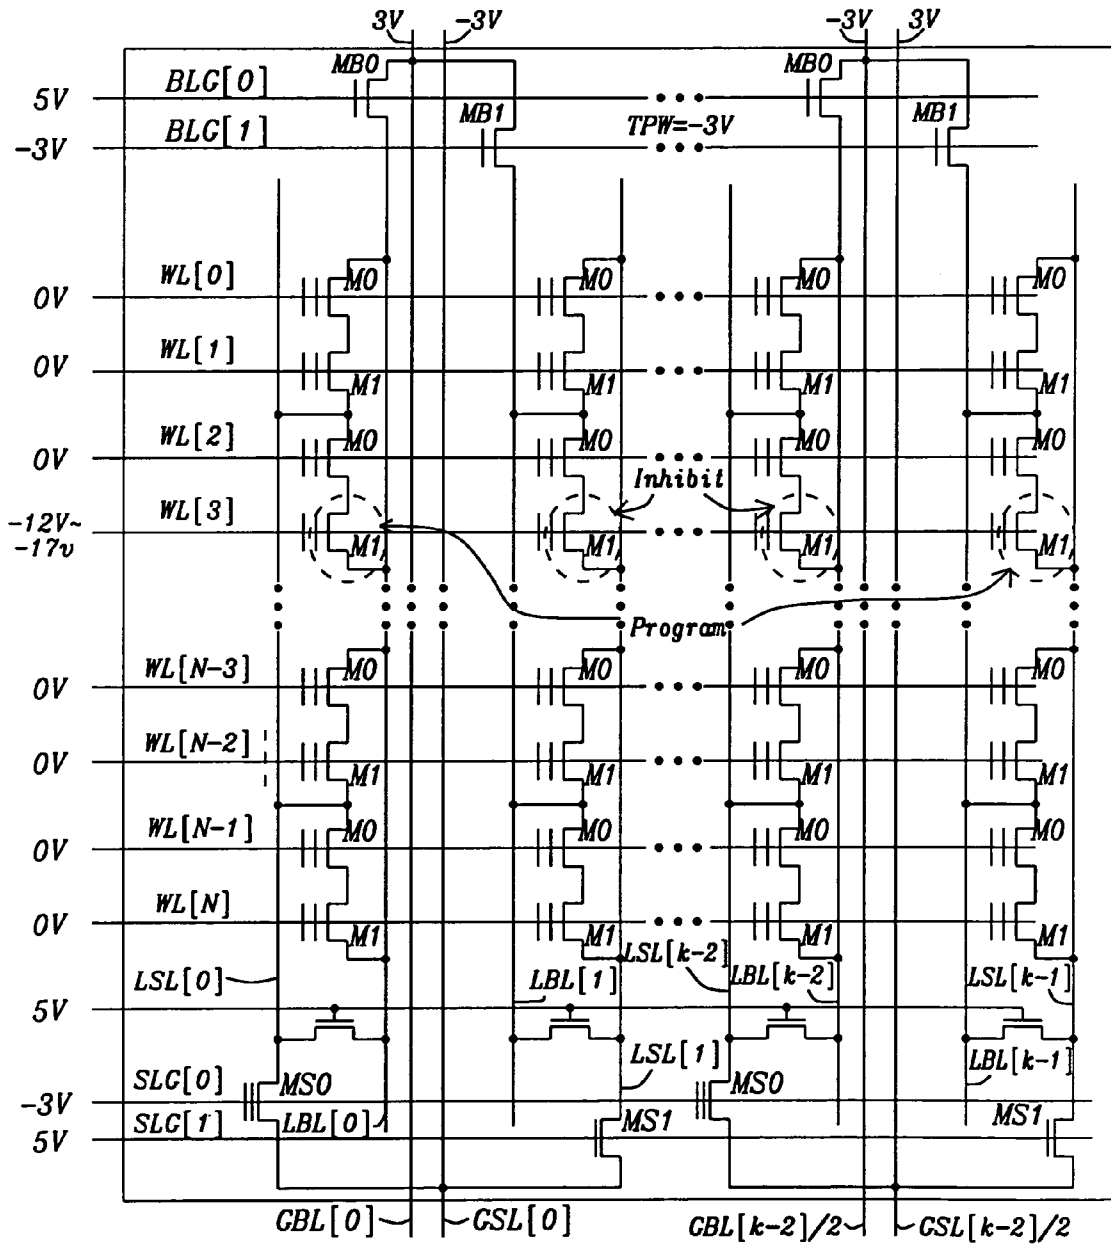 3V -3V -3V 3V
MB0 MB0
BLG[0]
5V
MB1 MB1
TPW=-3V
BLG[1]
-3V
WL[0] M0 M0 M0 M0
0V
WL[1]
0V
M1 M1 M1 M1
WL[2] M0 M0 M0 M0
0V
Inhibit
-12V~ WL[3]
-17v M1 M1 M1 M1
Program
WL[N-3] M0 M0 M0 M0
0V
WL[N-2]
0V
M1 M1 M1 M1
WL[N-1] M0 M0 M0 M0
0V
WL[N]
0V
M1 M1 M1 M1
LSL[0] LBL[1] LSL[k-2] LBL[k-2] LSL[k-1]
5V
LSL[1] LBL[k-1]
SLG[0] MS0 MS0
-3V
SLG[1] LBL[0] MS1 MS1
5V
GBL[0] GSL[0] GBL[k-2]/2 GSL[k-2]/2